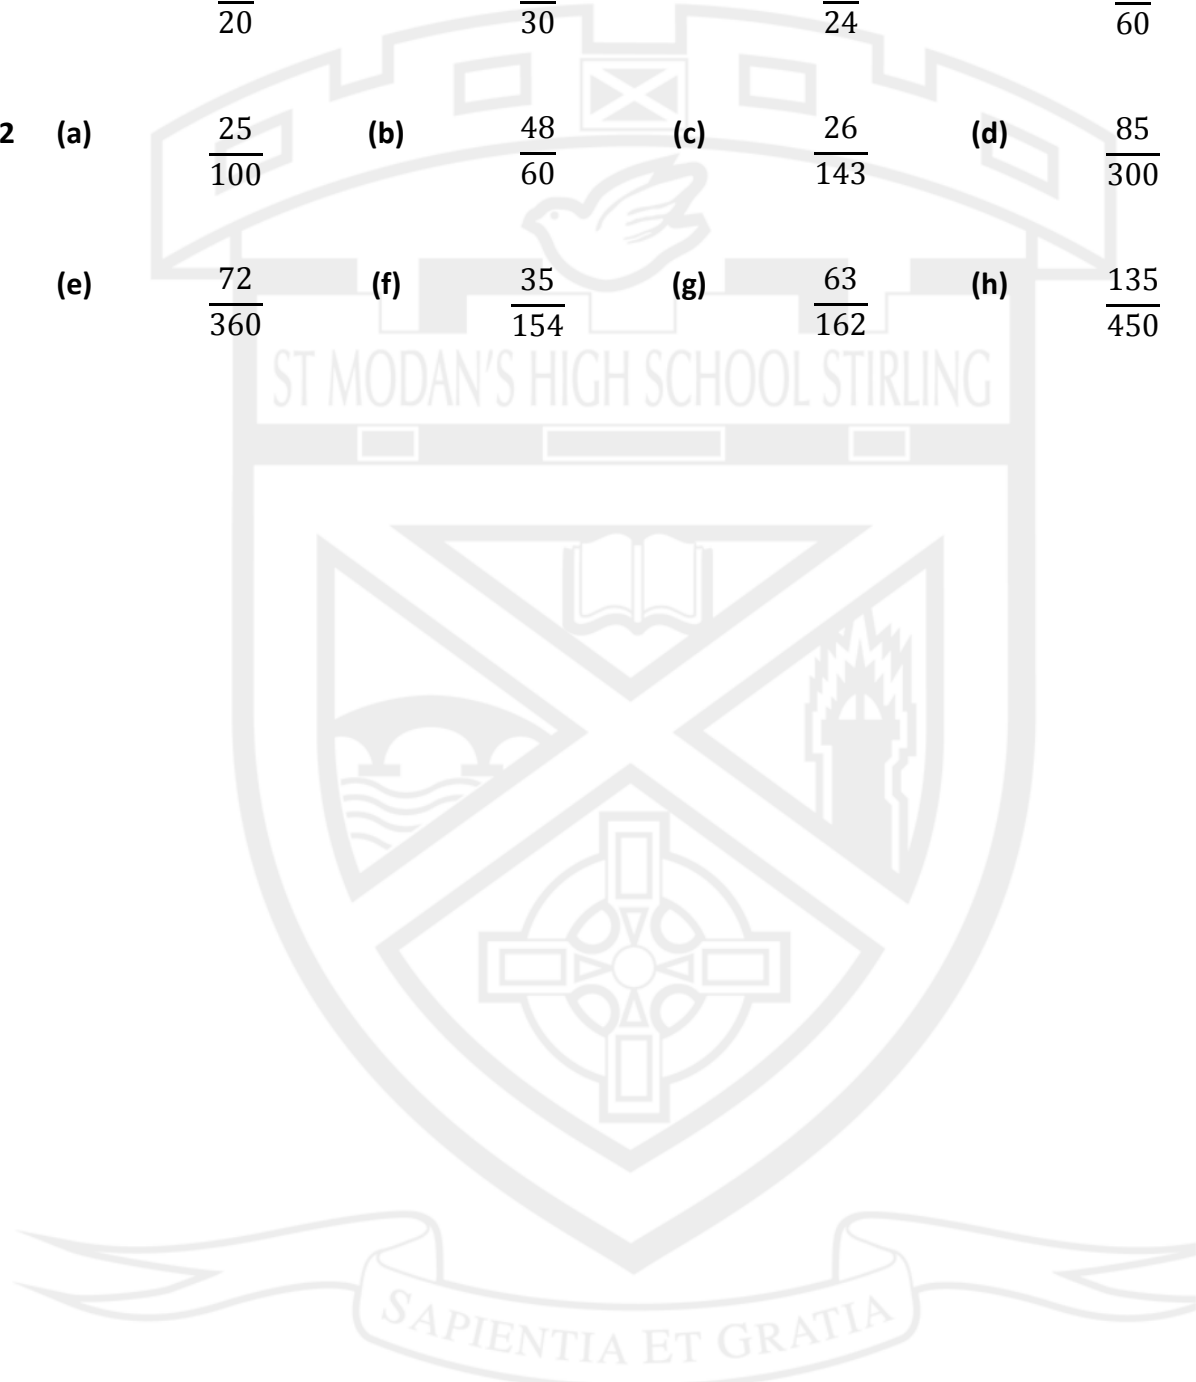 20 30 24 60
2 (a) 25/100 (b) 48/60 (c) 26/143 (d) 85/300
(e) 72/360 (f) 35/154 (g) 63/162 (h) 135/450
ST MODAN'S HIGH SCHOOL STIRLING
SAPIENTIA ET GRATIA